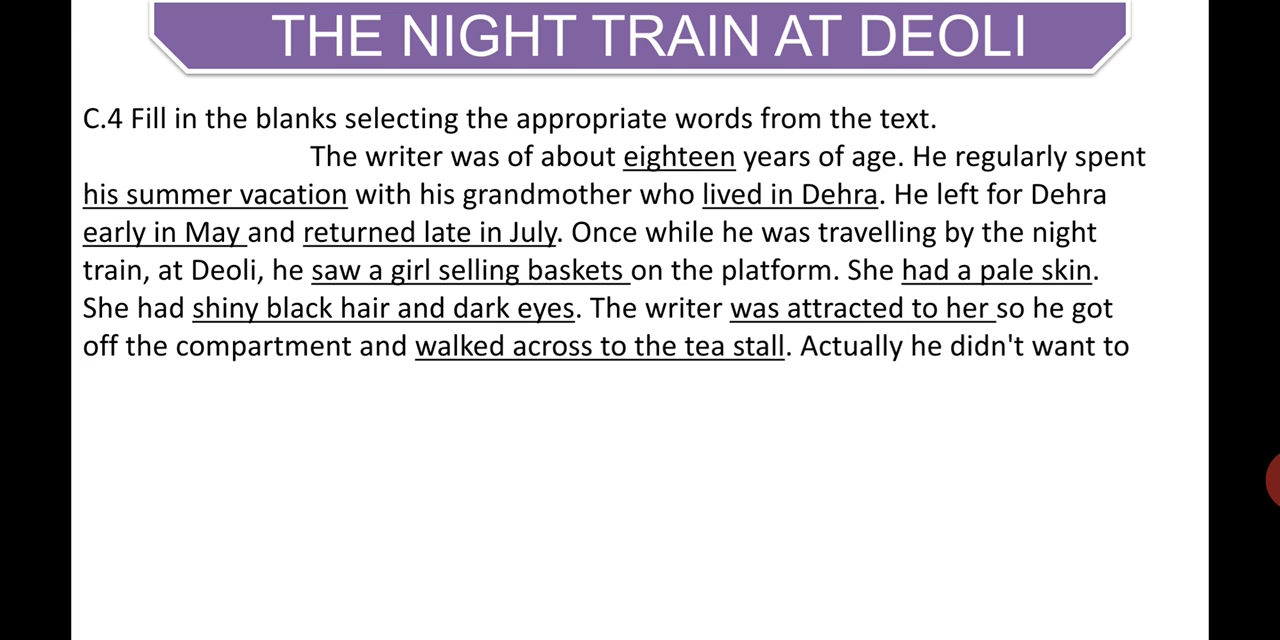 THE NIGHT TRAIN AT DEOLI
C.4 Fill in the blanks selecting the appropriate words from the text.
The writer was of about eighteen years of age. He regularly spent
his summer vacation with his grandmother who lived in Dehra. He left for Dehra
early in May and returned late in July. Once while he was travelling by the night
train, at Deoli, he saw a girl selling baskets on the platform. She had a pale skin.
She had shiny black hair and dark eyes. The writer was attracted to her so he got
off the compartment and walked across to the tea stall. Actually he didn't want to